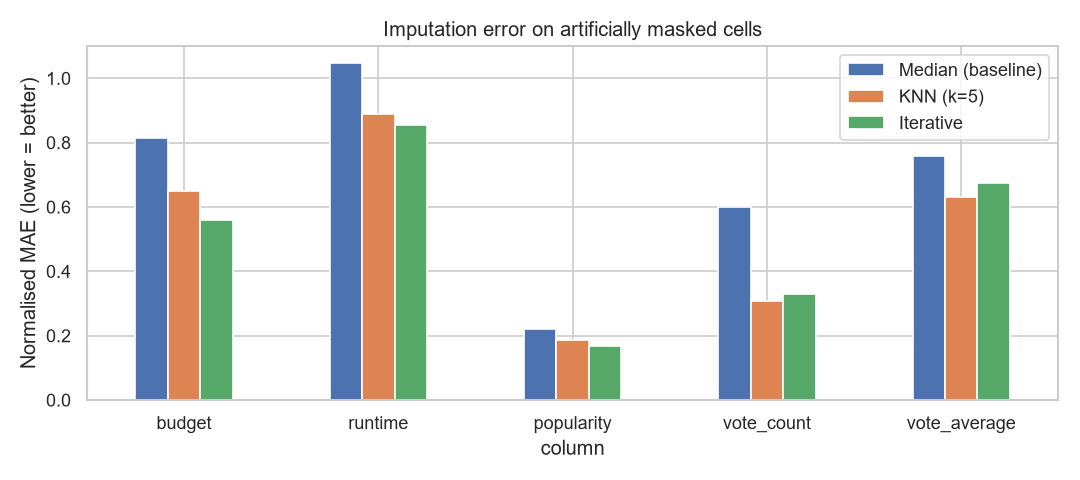 Imputation error on artificially masked cells
Normalised MAE (lower = better)
1.0
0.8
0.6
0.4
0.2
0.0
Median (baseline)
KNN (k=5)
Iterative
budget
runtime
popularity
vote_count
vote_average
column